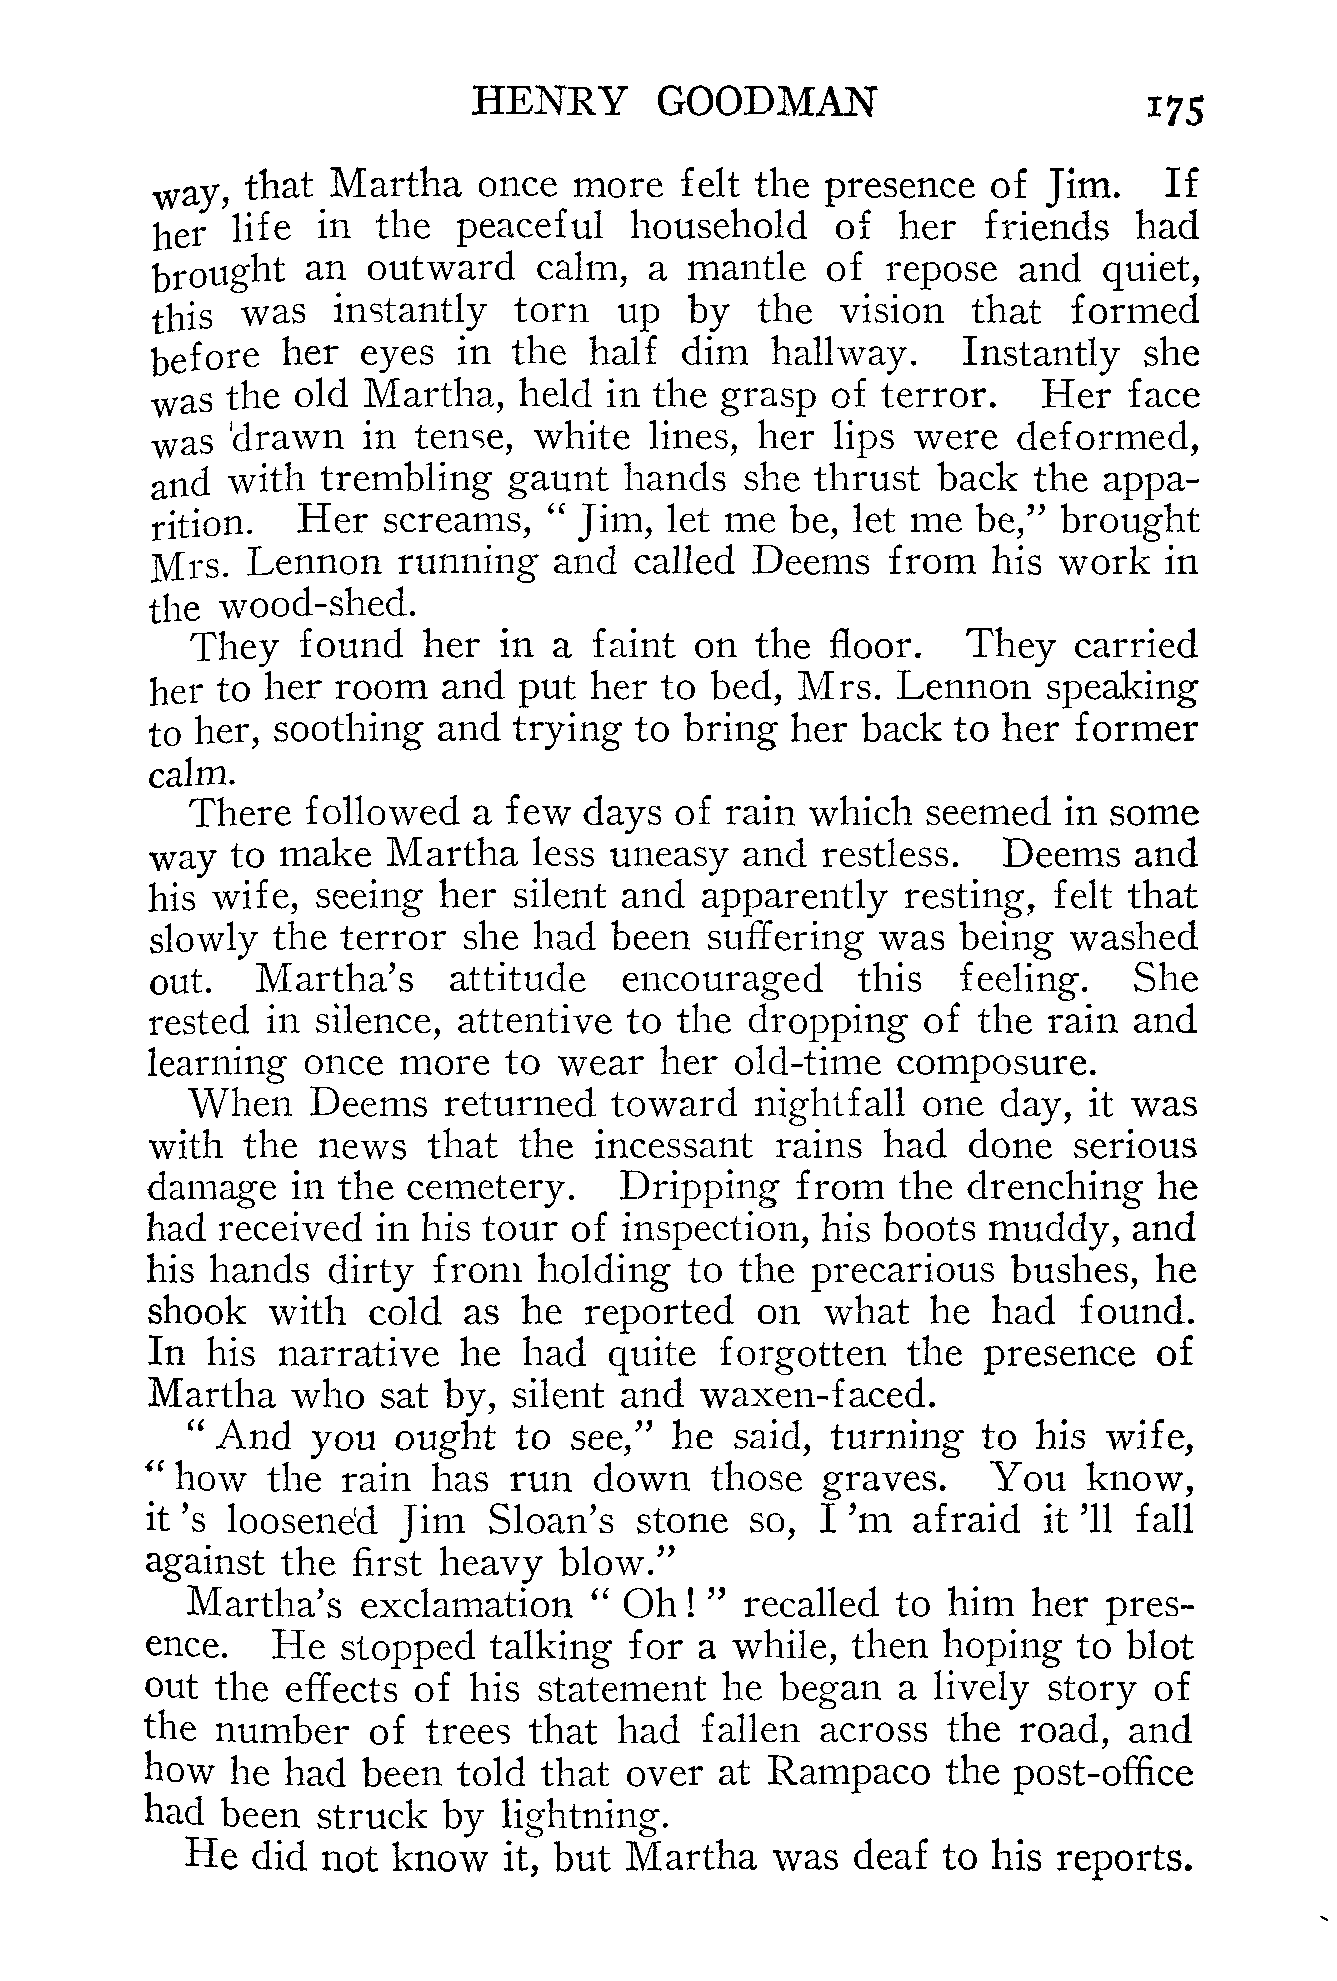 HENRY GOODMAN 175
way, that Martha once more felt the presence of Jim. If
her life in the peaceful household of her friends had
brought an outward calm, a mantle of repose and quiet,
this was instantly torn up by the vision that formed
before her eyes in the half dim hallway. Instantly she
was the old Martha, held in the grasp of terror. Her face
was drawn in tense, white lines, her lips were deformed,
and with trembling gaunt hands she thrust back the appa-
rition. Her screams, “ Jim, let me be, let me be,” brought
Mrs. Lennon running and called Deems from his work in
the wood-shed.
They found her in a faint on the floor. They carried
her to her room and put her to bed, Mrs. Lennon speaking
to her, soothing and trying to bring her back to her former
calm.
There followed a few days of rain which seemed in some
way to make Martha less uneasy and restless. Deems and
his wife, seeing her silent and apparently resting, felt that
slowly the terror she had been suffering was being washed
out. Martha’s attitude encouraged this feeling. She
rested in silence, attentive to the dropping of the rain and
learning once more to wear her old-time composure.
When Deems returned toward nightfall one day, it was
with the news that the incessant rains had done serious
damage in the cemetery. Dripping from the drenching he
had received in his tour of inspection, his boots muddy, and
his hands dirty from holding to the precarious bushes, he
shook with cold as he reported on what he had found.
In his narrative he had quite forgotten the presence of
Martha who sat by, silent and waxen-faced.
“ And you ought to see,” he said, turning to his wife,
“ how the rain has run down those graves. You know,
it ’s loosened Jim Sloan’s stone so, I ’m afraid it ’ll fall
against the first heavy blow.”
Martha’s exclamation “ Oh ! ” recalled to him her pres-
ence. He stopped talking for a while, then hoping to blot
out the effects of his statement he began a lively story of
the number of trees that had fallen across the road, and
how he had been told that over at Rampaco the post-office
had been struck by lightning.
He did not know it, but Martha was deaf to his reports.